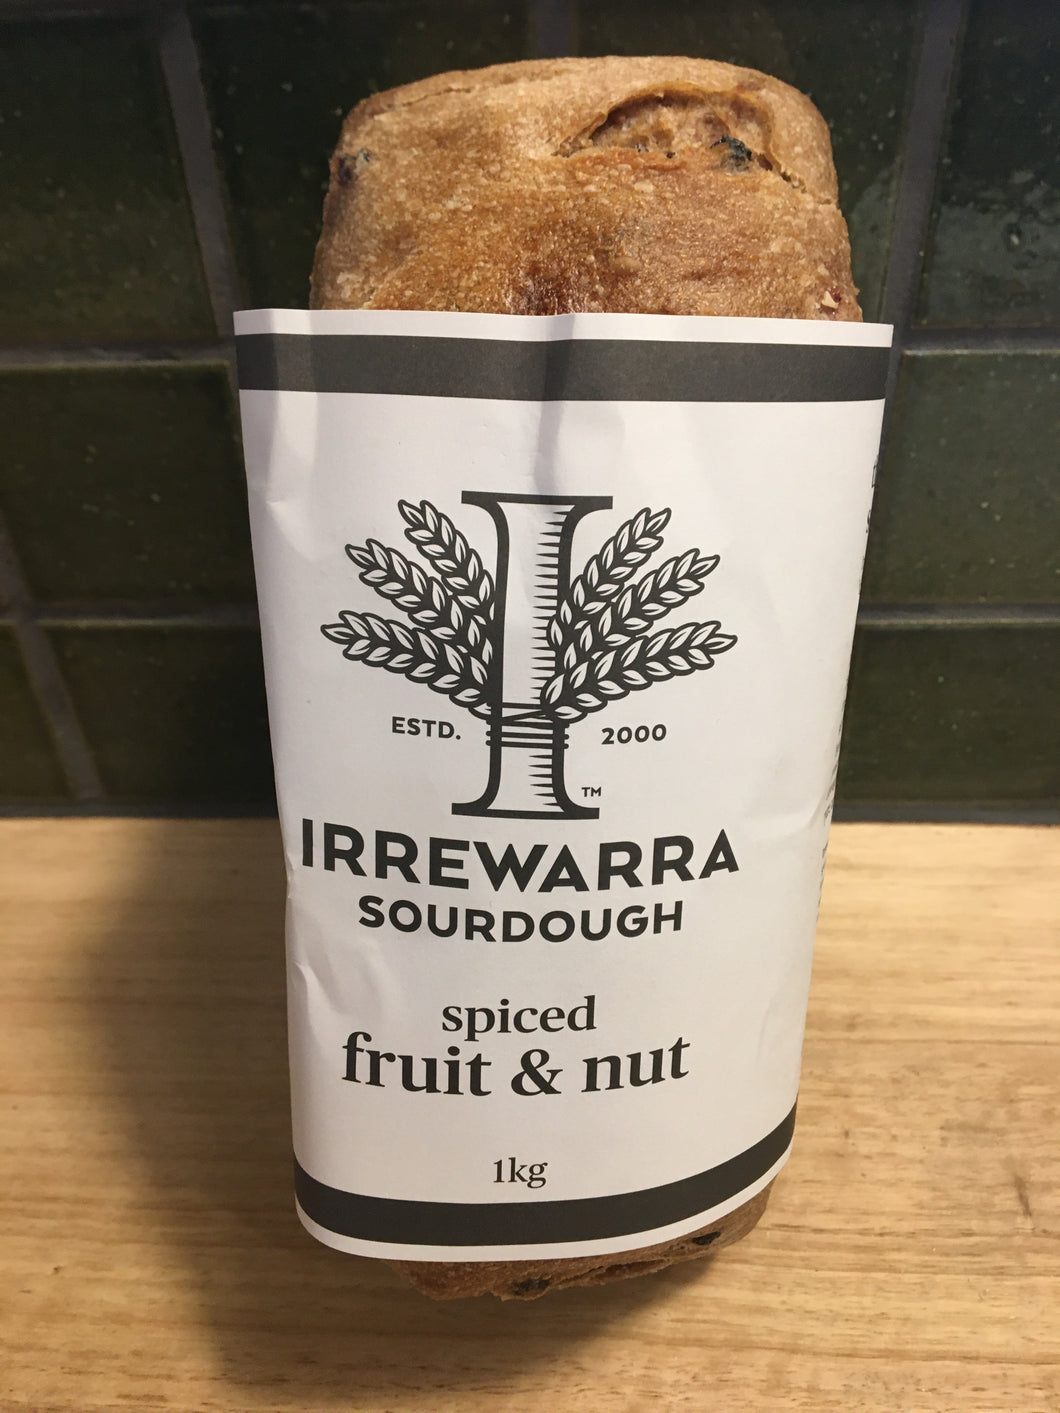 I
ESTD. 2000
TM
IRREWARRA
SOURDOUGH
spiced
fruit & nut
1kg